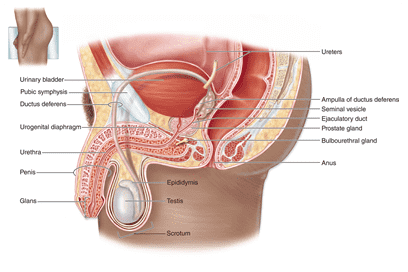 Ureters
Urinary bladder
Pubic symphysis
Ductus deferens
Urogenital diaphragm
Urethra
Penis
Glans
Ampulla of ductus deferens
Seminal vesicle
Ejaculatory duct
Prostate gland
Bulbourethral gland
Anus
Epididymis
Testis
Scrotum